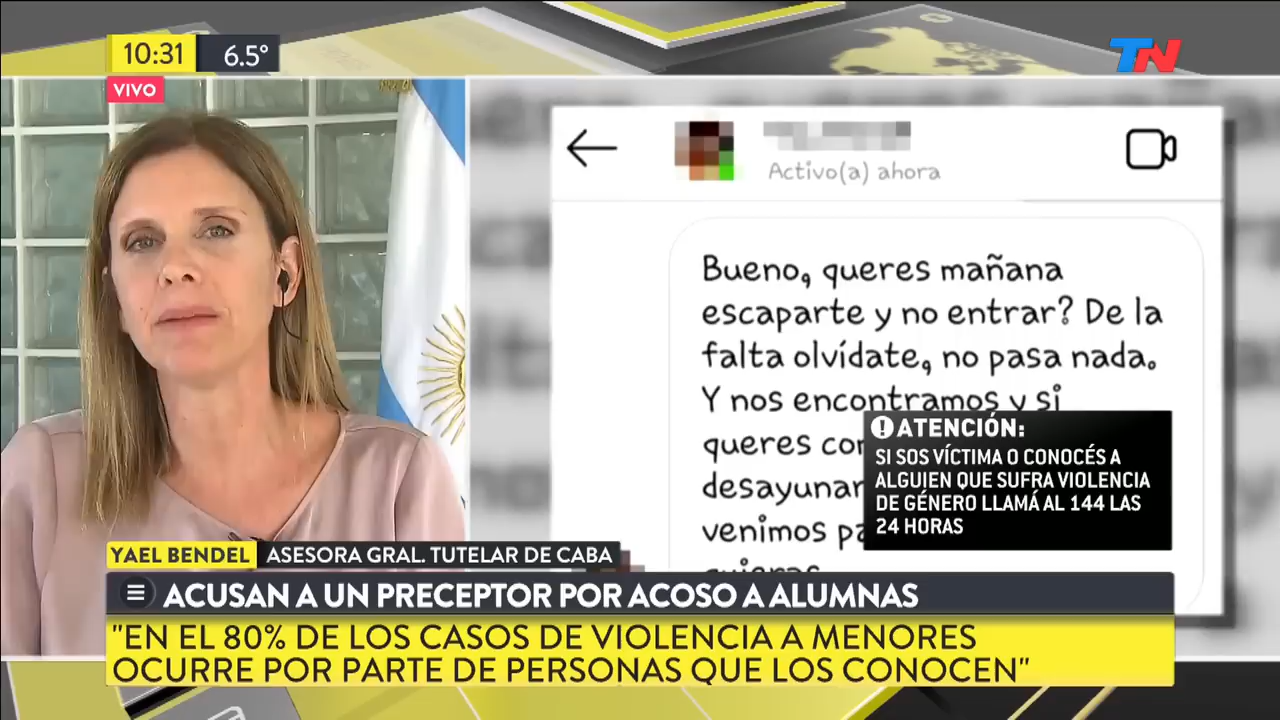 10:31 6.5°
TN
VIVO
Activo(a) ahora
Bueno, queres mañana
escaparte y no entrar? De la
falta olvídate, no pasa nada.
Y nos encontramos y si
queres
desayunar
venimos
ATENCIÓN:
SI SOS VÍCTIMA O CONOCÉS A
ALGUIEN QUE SUFRA VIOLENCIA
DE GÉNERO LLAMÁ AL 144 LAS
24 HORAS
YAEL BENDEL ASESORA GRAL. TUTELAR DE CABA
ACUSAN A UN PRECEPTOR POR ACOSO A ALUMNAS
"EN EL 80% DE LOS CASOS DE VIOLENCIA A MENORES
OCURRE POR PARTE DE PERSONAS QUE LOS CONOCEN"